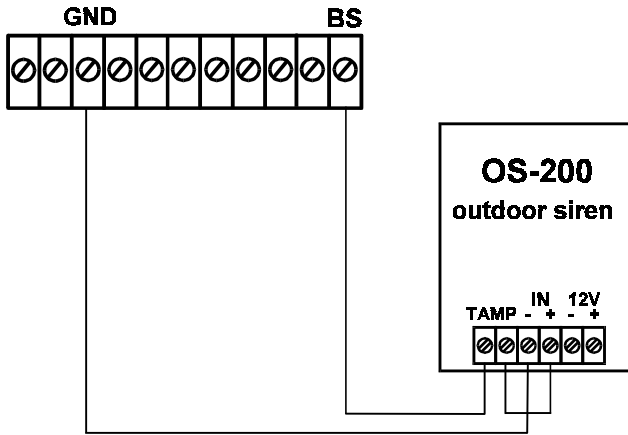 GND BS
OS-200
outdoor siren
IN 12V
TAMP - + - +